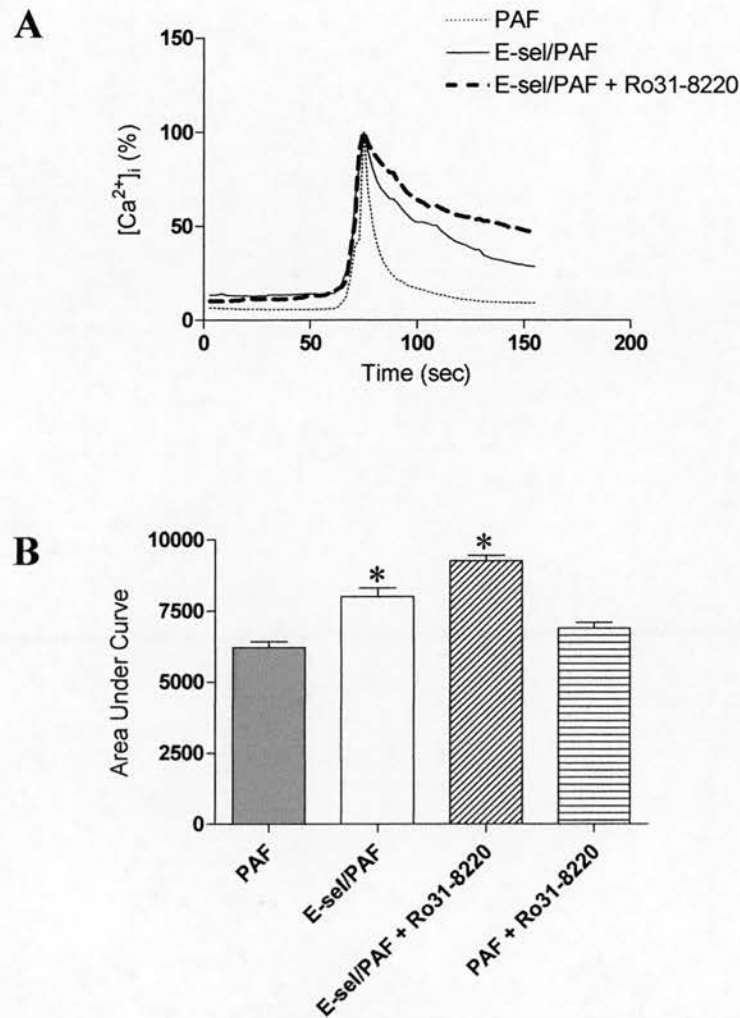 A
PAF
E-sel/PAF
E-sel/PAF + Ro31-8220
150
100
50
0
[Ca2+]i (%)
0 50 100 150 200
Time (sec)
B
10000
7500
5000
2500
0
Area Under Curve
* *
PAF
E-sel/PAF
E-sel/PAF + Ro31-8220
PAF + Ro31-8220